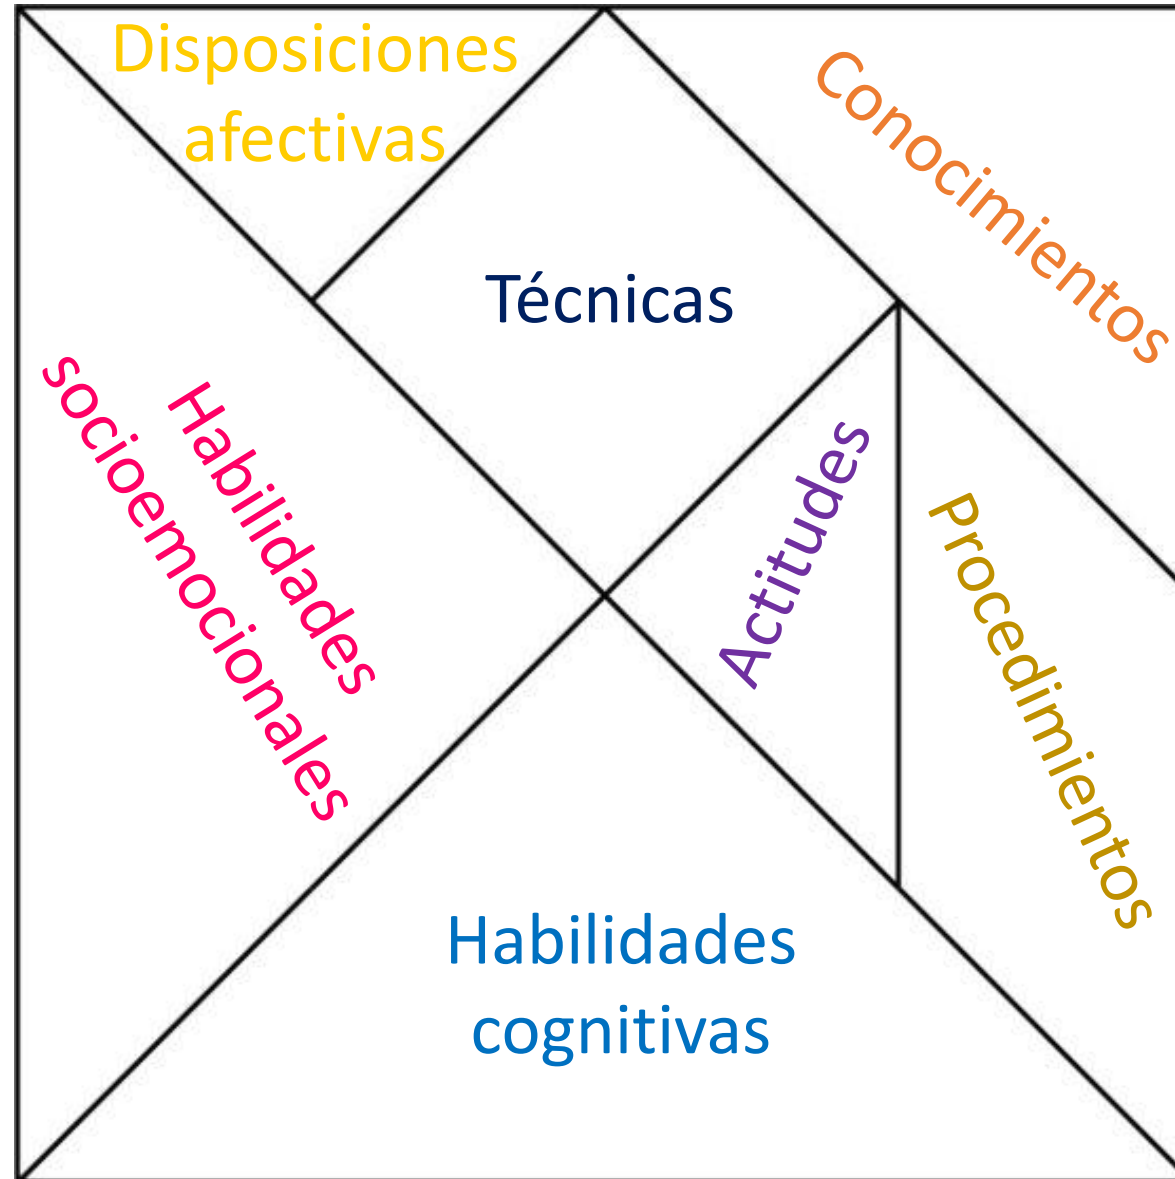 Disposiciones
afectivas
Conocimientos
Técnicas
Habilidades
socioemocionales
Actitudes
Procedimientos
Habilidades
cognitivas